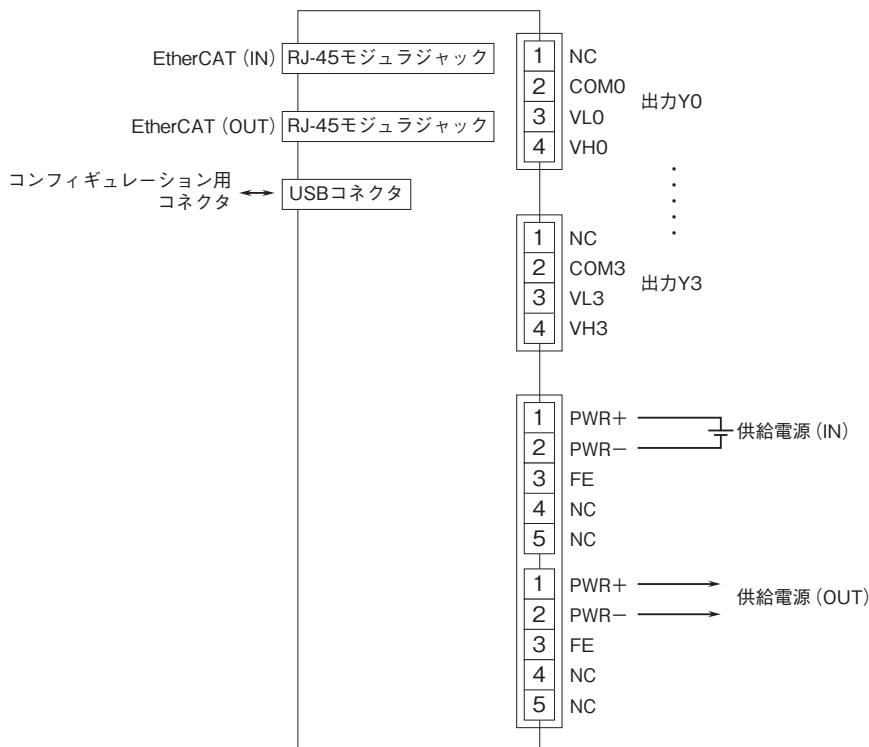 EtherCAT (IN) RJ-45モジュラジャック
EtherCAT (OUT) RJ-45モジュラジャック
コンフィギュレーション用
コネクタ
USBコネクタ
1 NC
2 COM0
3 VL0
4 VH0
出力Y0
1 NC
2 COM3
3 VL3
4 VH3
出力Y3
1 PWR+
2 PWR−
3 FE
4 NC
5 NC
供給電源(IN)
1 PWR+
2 PWR−
3 FE
4 NC
5 NC
供給電源(OUT)